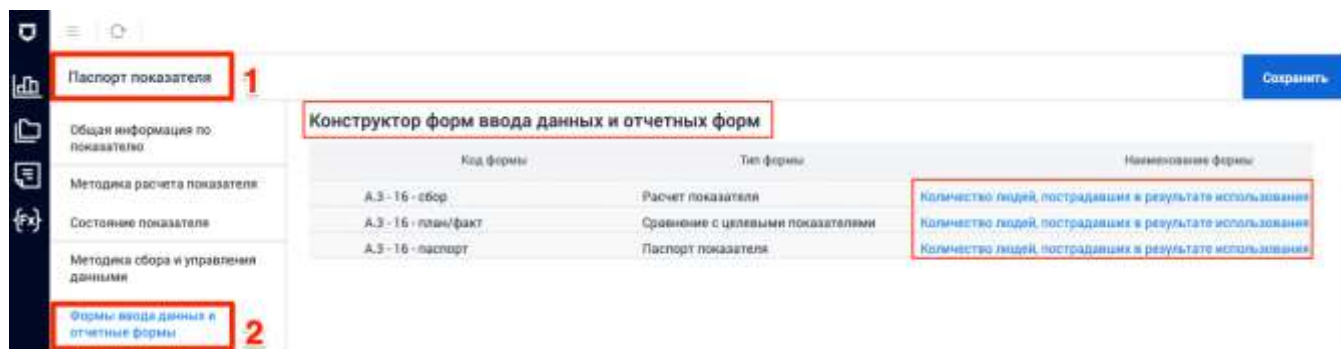 Паспорт показателя
1
Сохранить
Общая информация по
показателю
Методика расчета показателя
Состояние показателя
Методика сбора и управления
данными
Формы ввода данных и
отчетные формы
2
Конструктор форм ввода данных и отчетных форм
Код формы Тип формы Наименование формы
А.3 - 16 - сбор Расчет показателя Количество людей, пострадавших в результате использования
А.3 - 16 - план/факт Сравнение с целевыми показателями Количество людей, пострадавших в результате использования
А.3 - 16 - паспорт Паспорт показателя Количество людей, пострадавших в результате использования
{Fx}